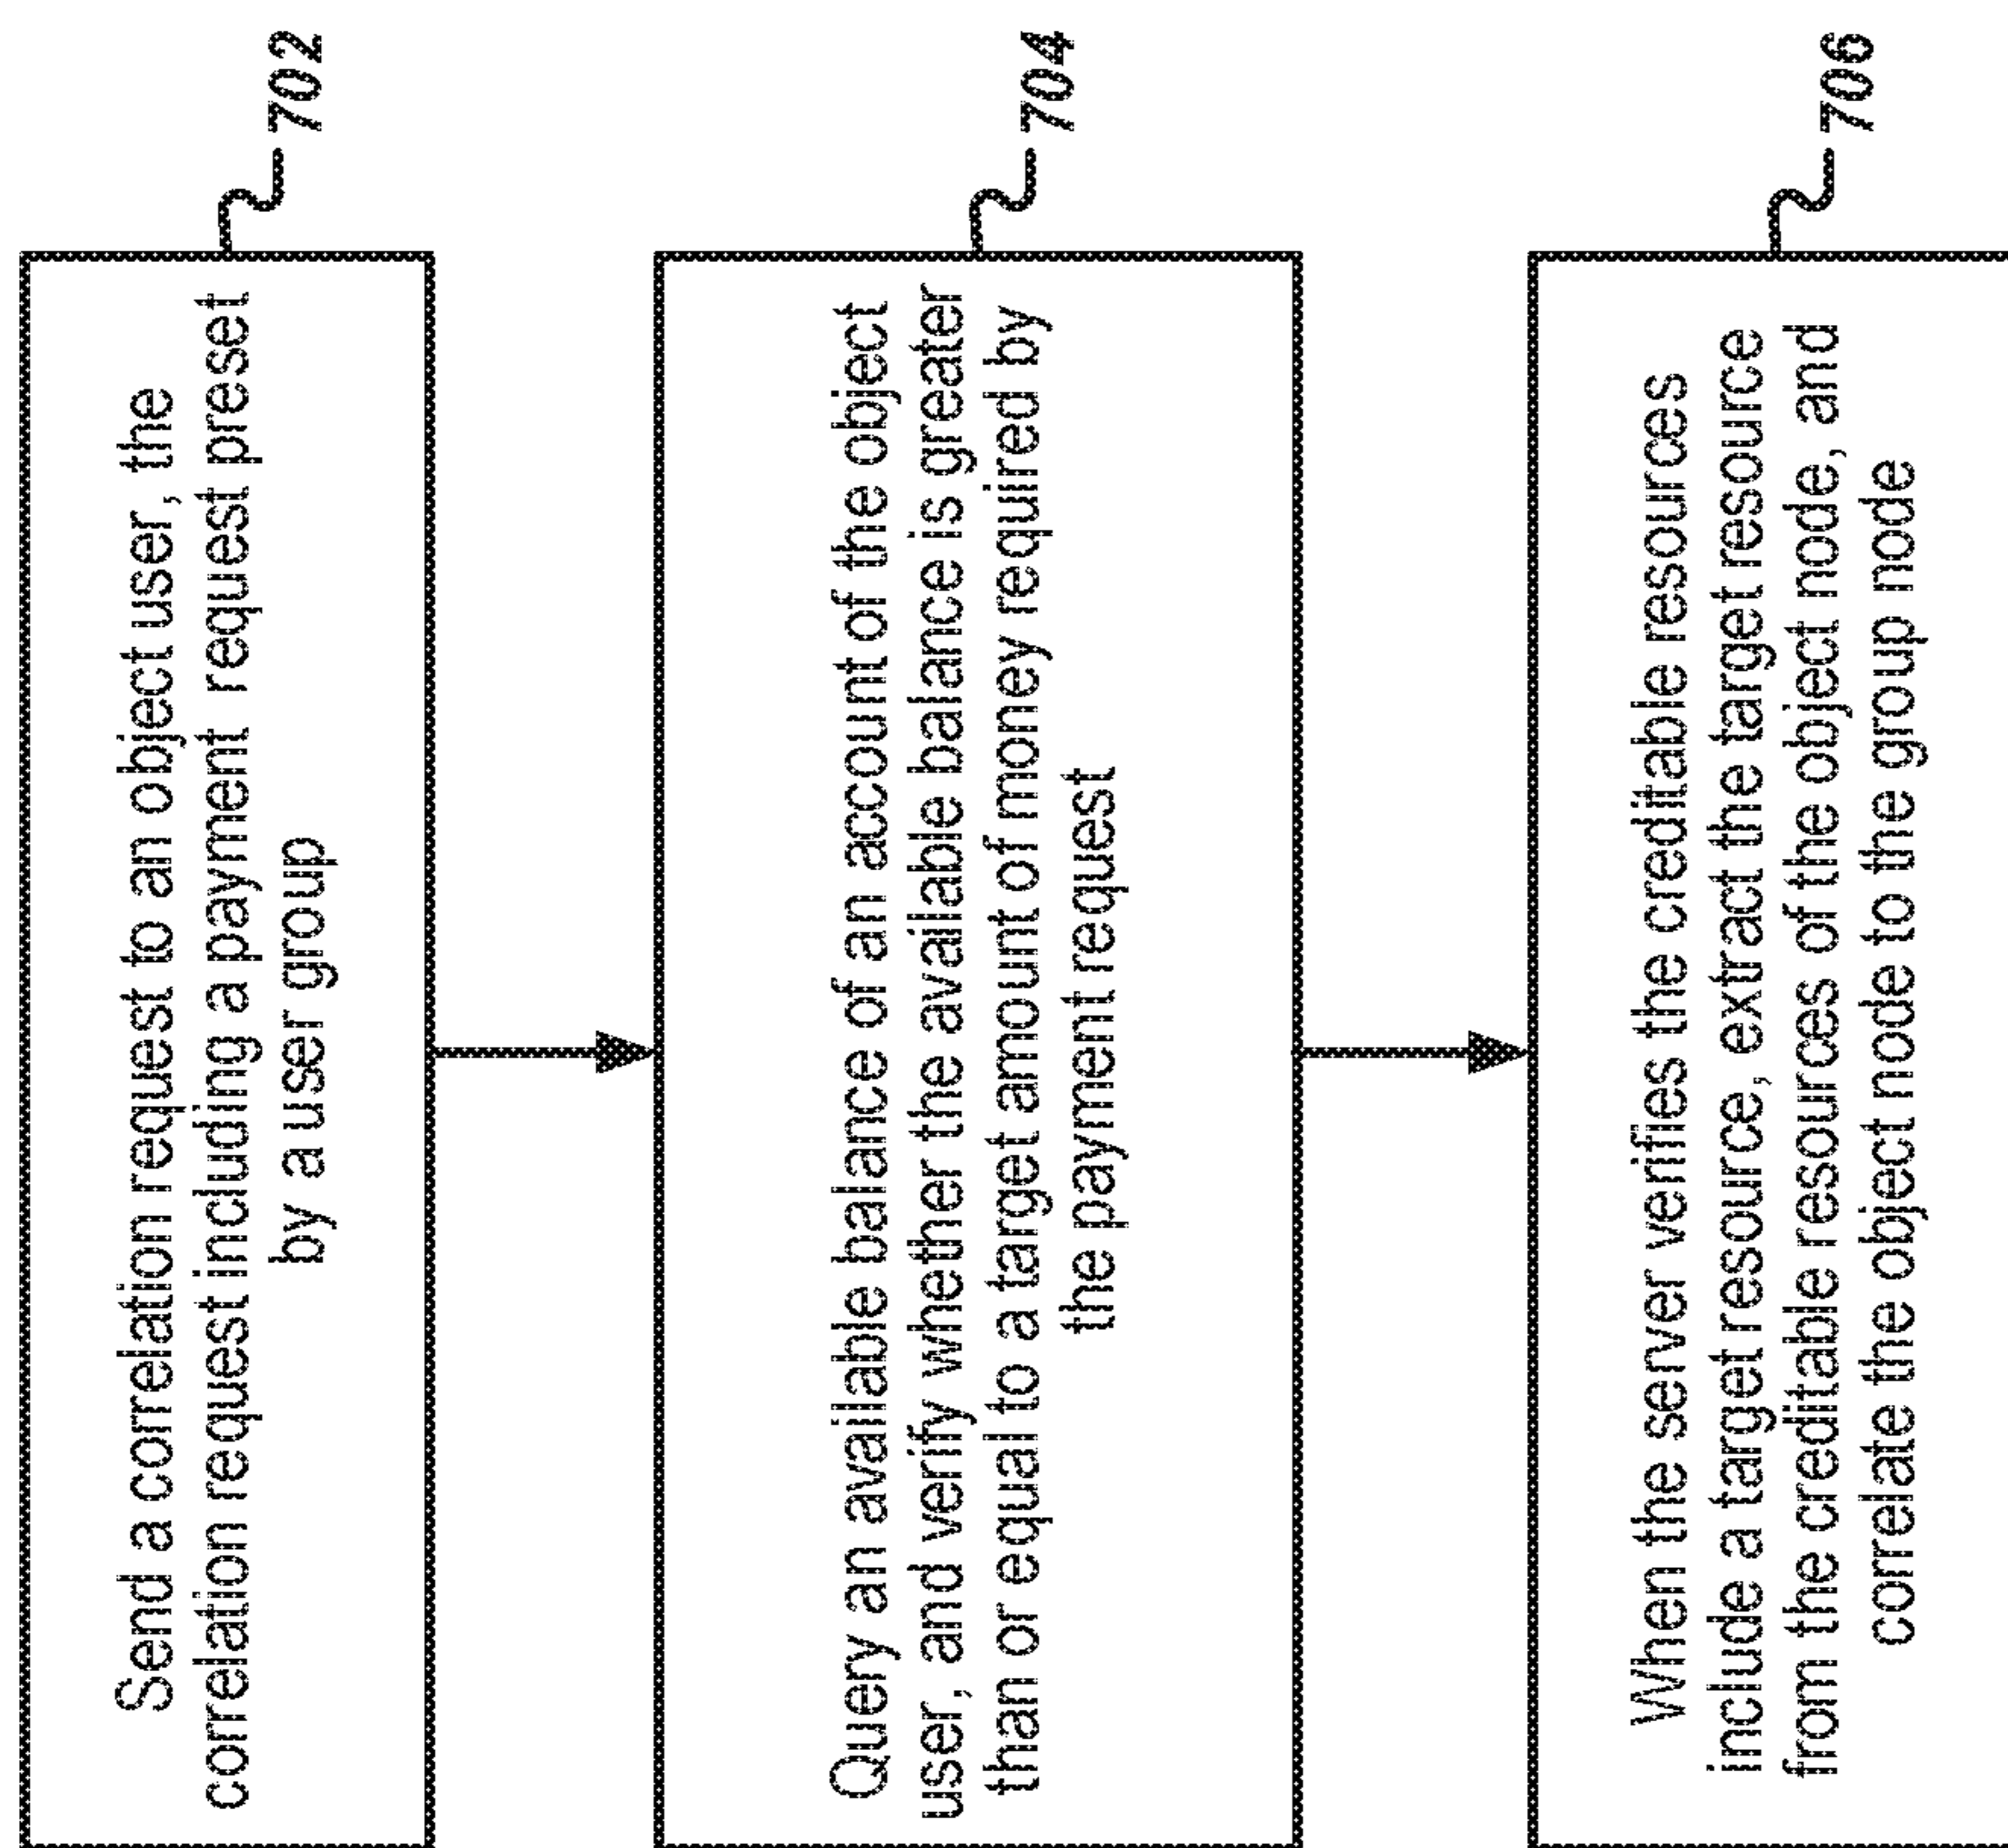 Send a correlation request to an object user, the
correlation request including a payment request preset
by a user group
702
Query an available balance of an account of the object
user, and verify whether the available balance is greater
than or equal to a target amount of money required by
the payment request
704
When the server verifies the creditable resources
include a target resource, extract the target resource
from the creditable resources of the object node, and
correlate the object node to the group node
706